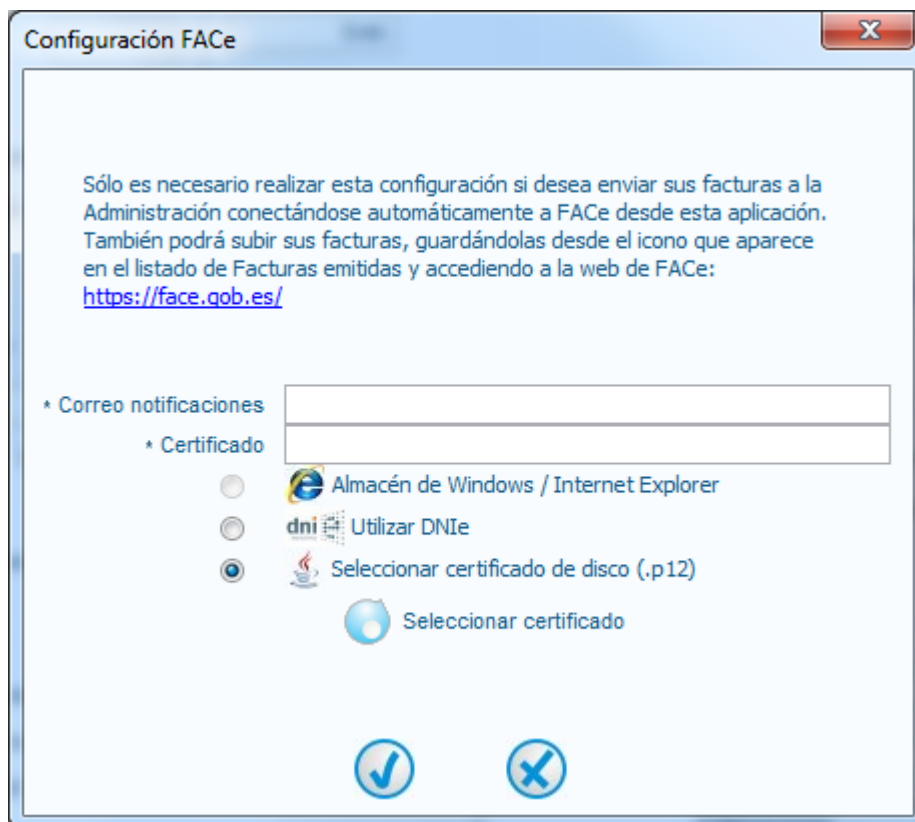 Configuración FACe
Sólo es necesario realizar esta configuración si desea enviar sus facturas a la
Administración conectándose automáticamente a FACe desde esta aplicación.
También podrá subir sus facturas, guardándolas desde el icono que aparece
en el listado de Facturas emitidas y accediendo a la web de FACe:
https://face.gob.es/
* Correo notificaciones
* Certificado
Almacén de Windows / Internet Explorer
dni Utilizar DNIe
Seleccionar certificado de disco (.p12)
Seleccionar certificado